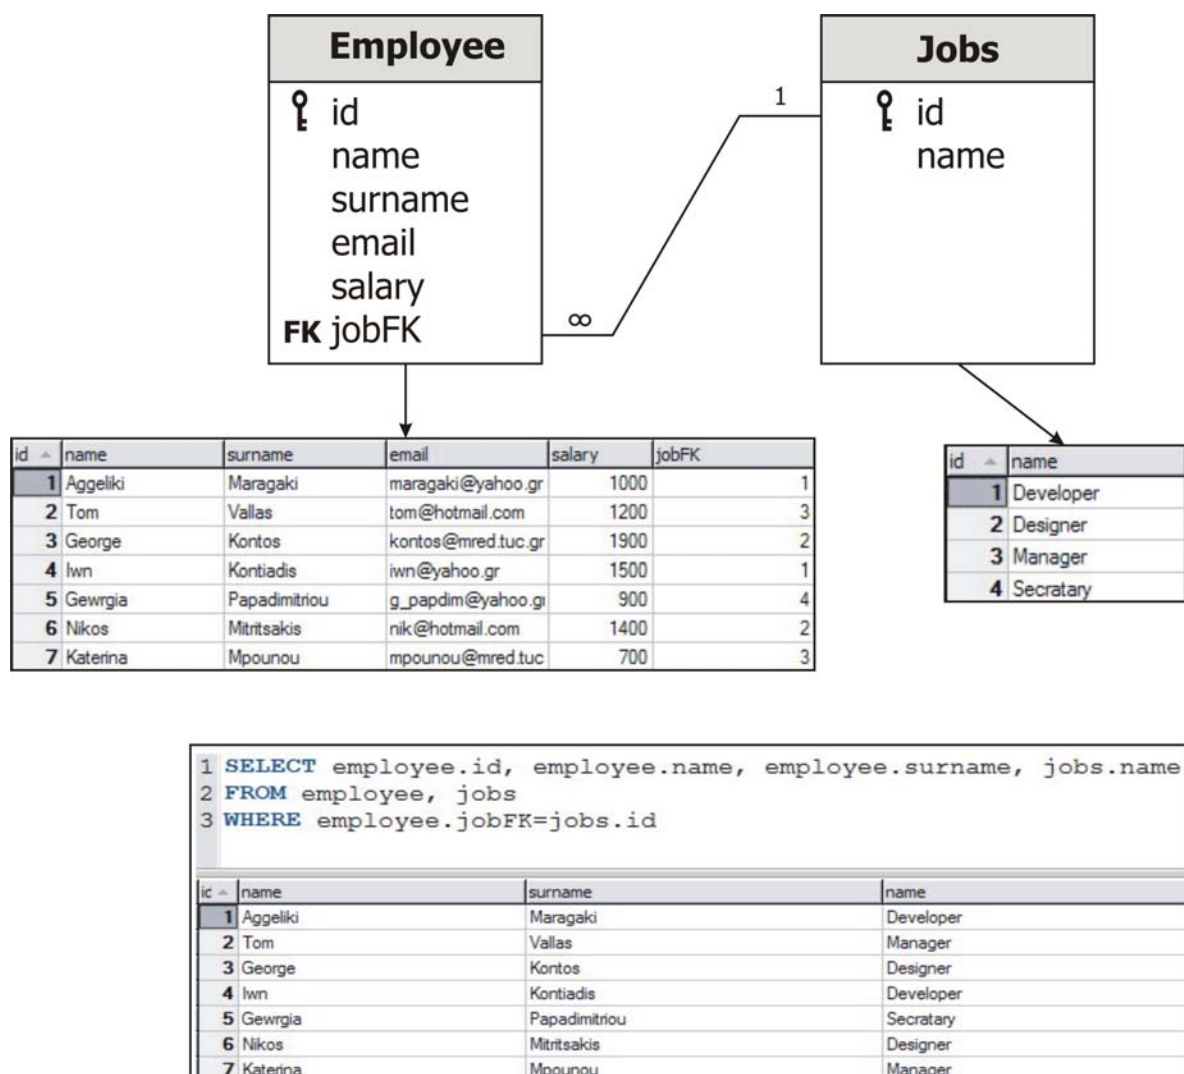 Employee
id
name
surname
email
salary
FK jobFK
1
∞
Jobs
id
name
id name surname email salary jobFK
1 Aggeliki Maragaki maragaki@yahoo.gr 1000 1
2 Tom Vallas tom@hotmail.com 1200 3
3 George Kontos kontos@mred.tuc.gr 1900 2
4 Iwn Kontiadis iwn@yahoo.gr 1500 1
5 Gewrgia Papadimitriou g_papdim@yahoo.gr 900 4
6 Nikos Mitritsakis nik@hotmail.com 1400 2
7 Katerina Mpounou mpounou@mred.tuc 700 3
id name
1 Developer
2 Designer
3 Manager
4 Secratary
1 SELECT employee.id, employee.name, employee.surname, jobs.name
2 FROM employee, jobs
3 WHERE employee.jobFK=jobs.id
id name surname name
1 Aggeliki Maragaki Developer
2 Tom Vallas Manager
3 George Kontos Designer
4 Iwn Kontiadis Developer
5 Gewrgia Papadimitriou Secratary
6 Nikos Mitritsakis Designer
7 Katerina Mpounou Manager